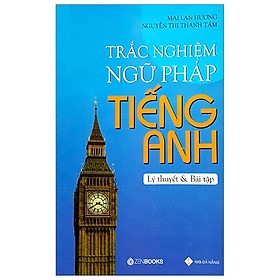 MAI LAN HƯƠNG
NGUYỄN THỊ THANH TÂM
TRẮC NGHIỆM
NGỮ PHÁP
TIẾNG
ANH
Lý thuyết & Bài tập
ZENBOOKS
NXB ĐÀ NẴNG